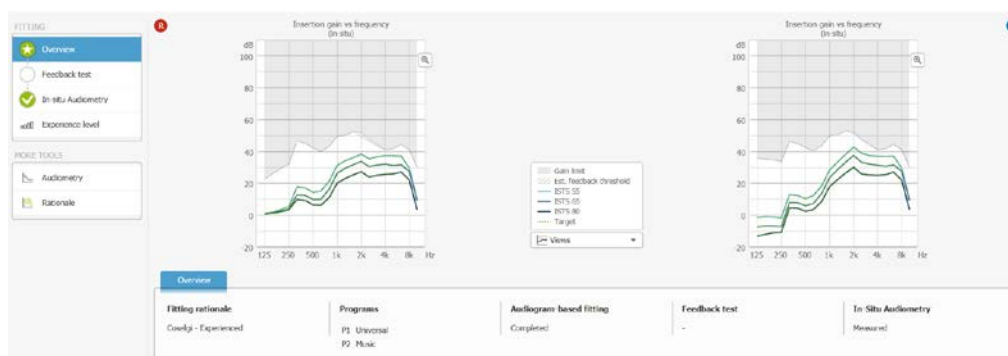 FITTING
Overview
Feedback test
In-situ Audiometry
Experience level
MORE TOOLS
Audiometry
Rationale
R
Insertion gain vs frequency
(in-situ)
dB
100
80
60
40
20
0
-20
125 250 500 1k 2k 4k 8k Hz
Gain limit
Est. feedback threshold
ISTS 55
ISTS 65
ISTS 80
Target
Views
Insertion gain vs frequency
(in-situ)
dB
100
80
60
40
20
0
-20
125 250 500 1k 2k 4k 8k Hz
Overview
Fitting rationale
Coselgi - Experienced
Programs
P1 Universal
P2 Music
Audiogram-based fitting
Completed
Feedback test
-
In-Situ Audiometry
Measured